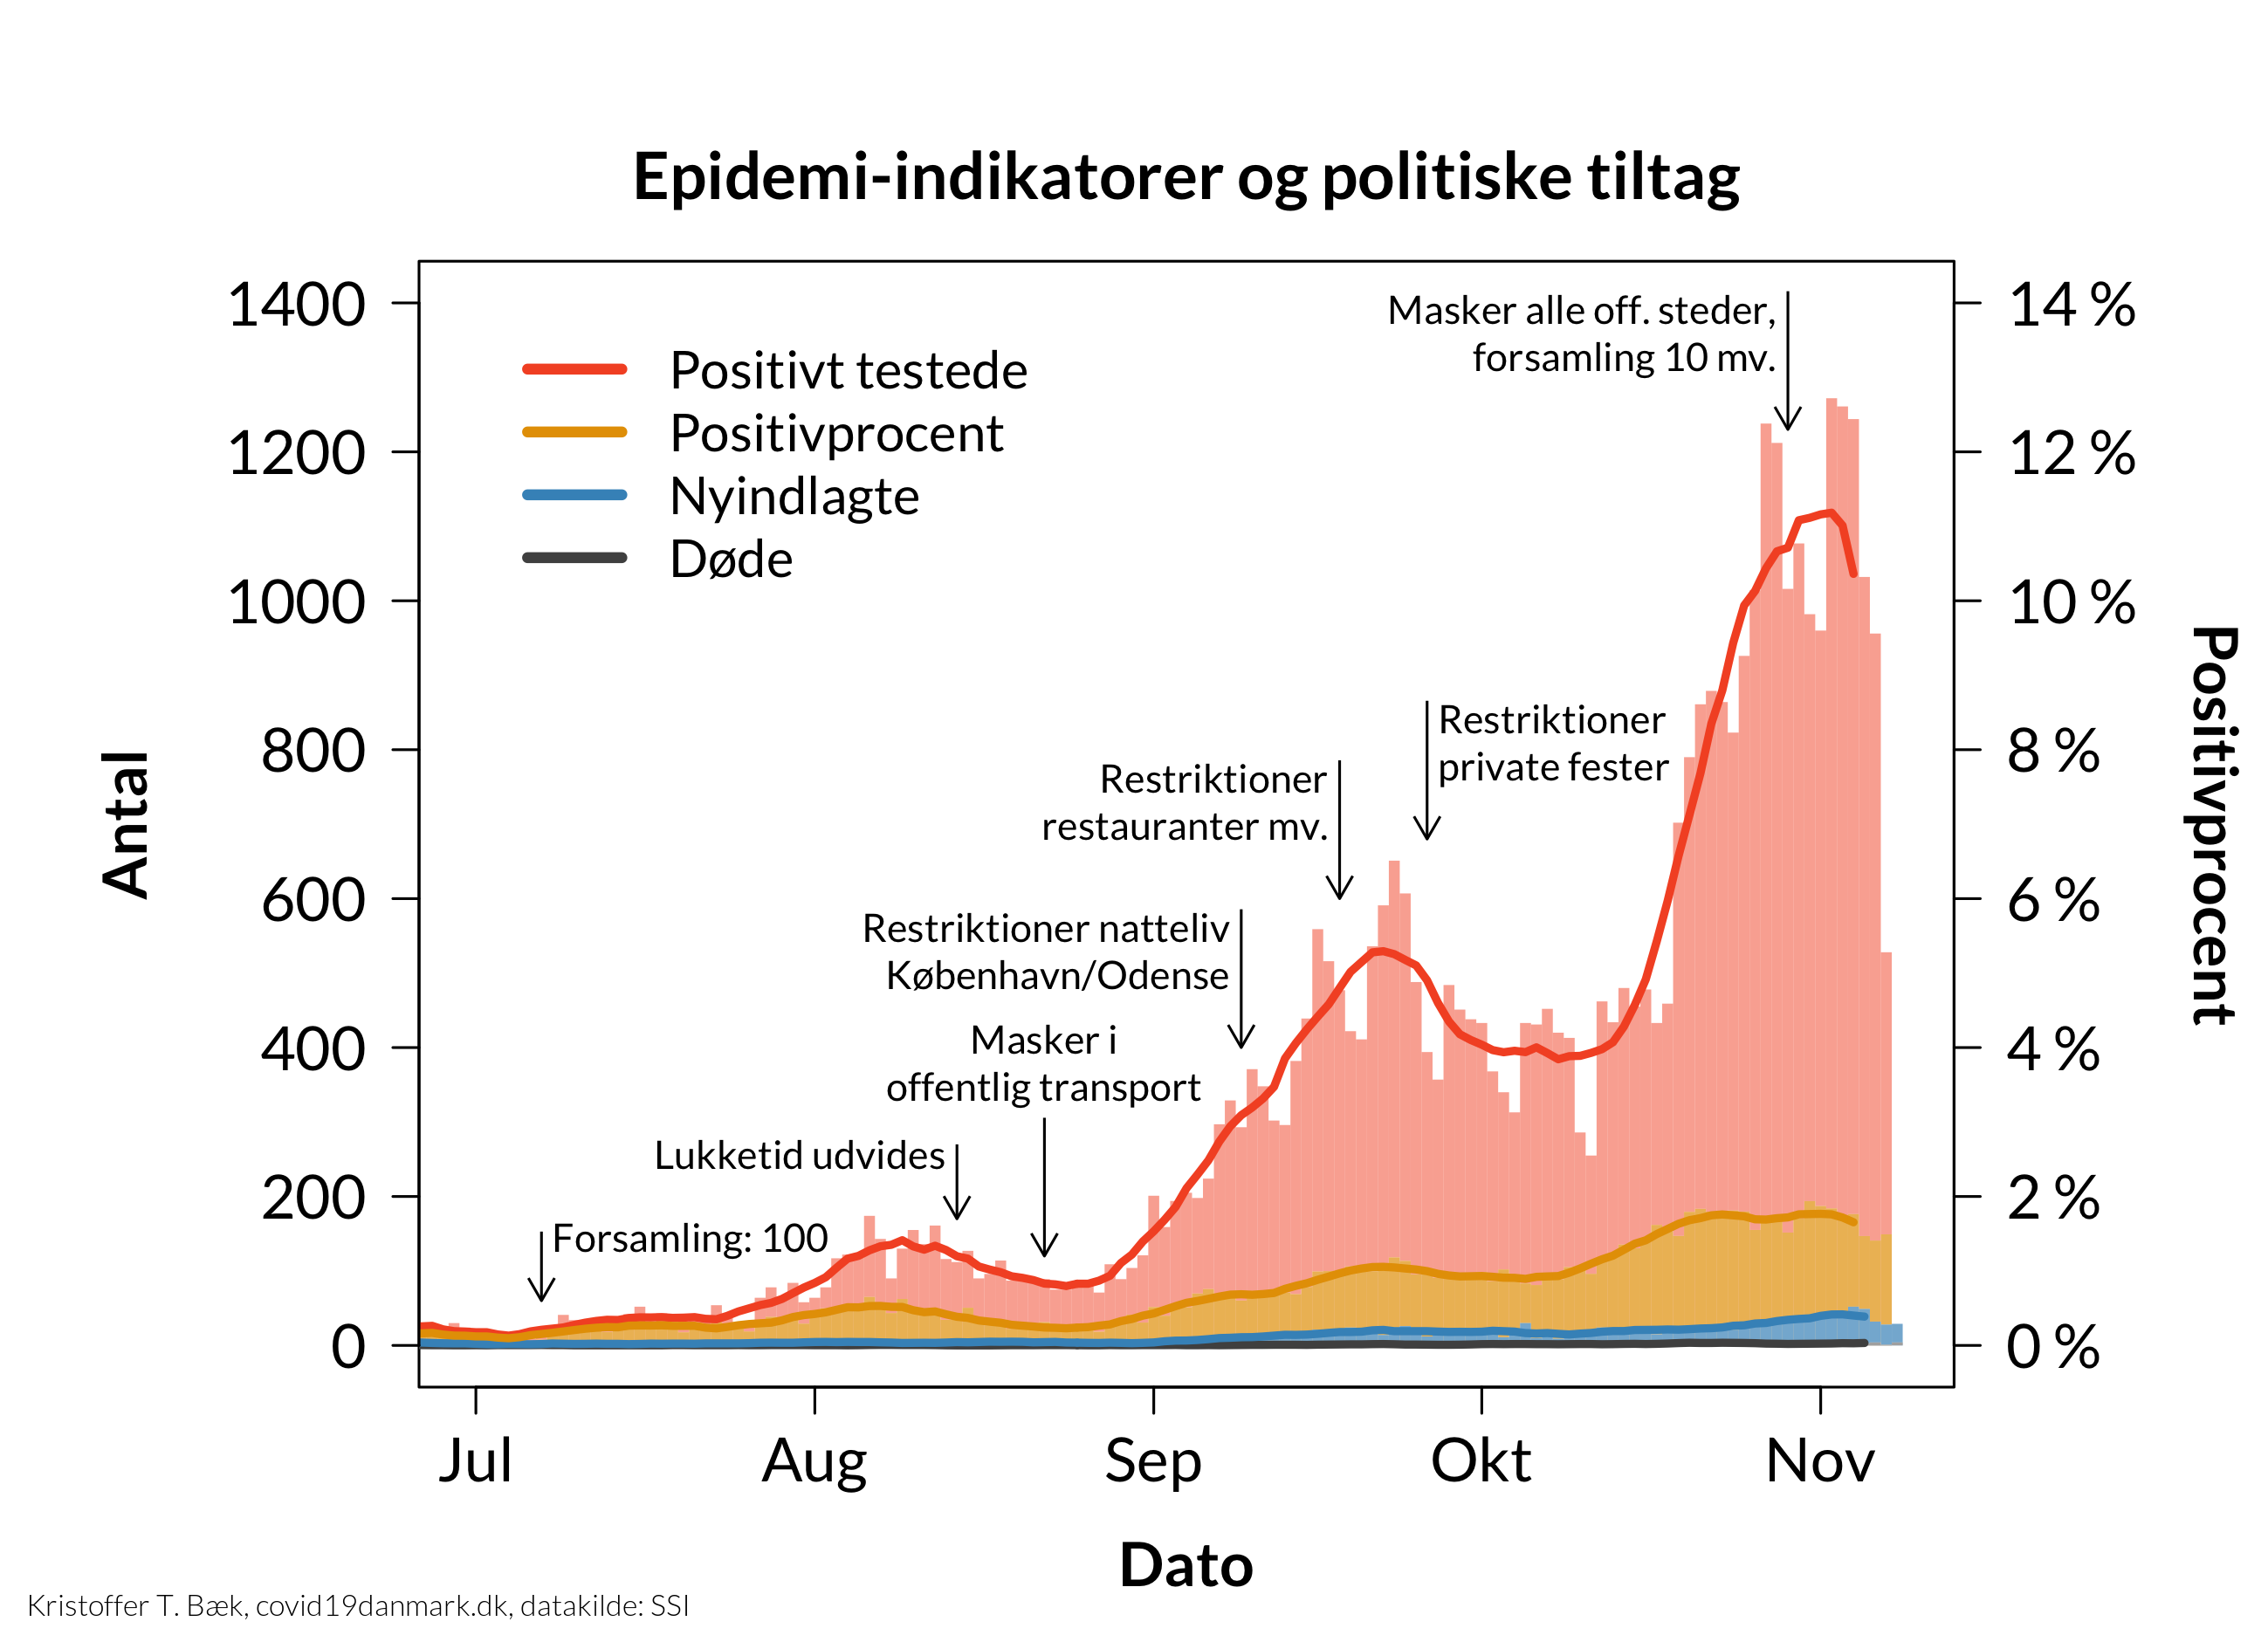 Epidemi-indikatorer og politiske tiltag
1400
1200
1000
800
600
400
200
0
Antal
Positivt testede
Positivprocent
Nyindlagte
Døde
Forsamling: 100
Lukketid udvides
Masker i
offentlig transport
Restriktioner natteliv
København/Odense
Restriktioner
restauranter mv.
Restriktioner
private fester
Masker alle off. steder,
forsamling 10 mv.
14 %
12 %
10 %
8 %
6 %
4 %
2 %
0 %
Positivprocent
Jul Aug Sep Okt Nov
Dato
Kristoffer T. Bæk, covid19danmark.dk, datakilde: SSI